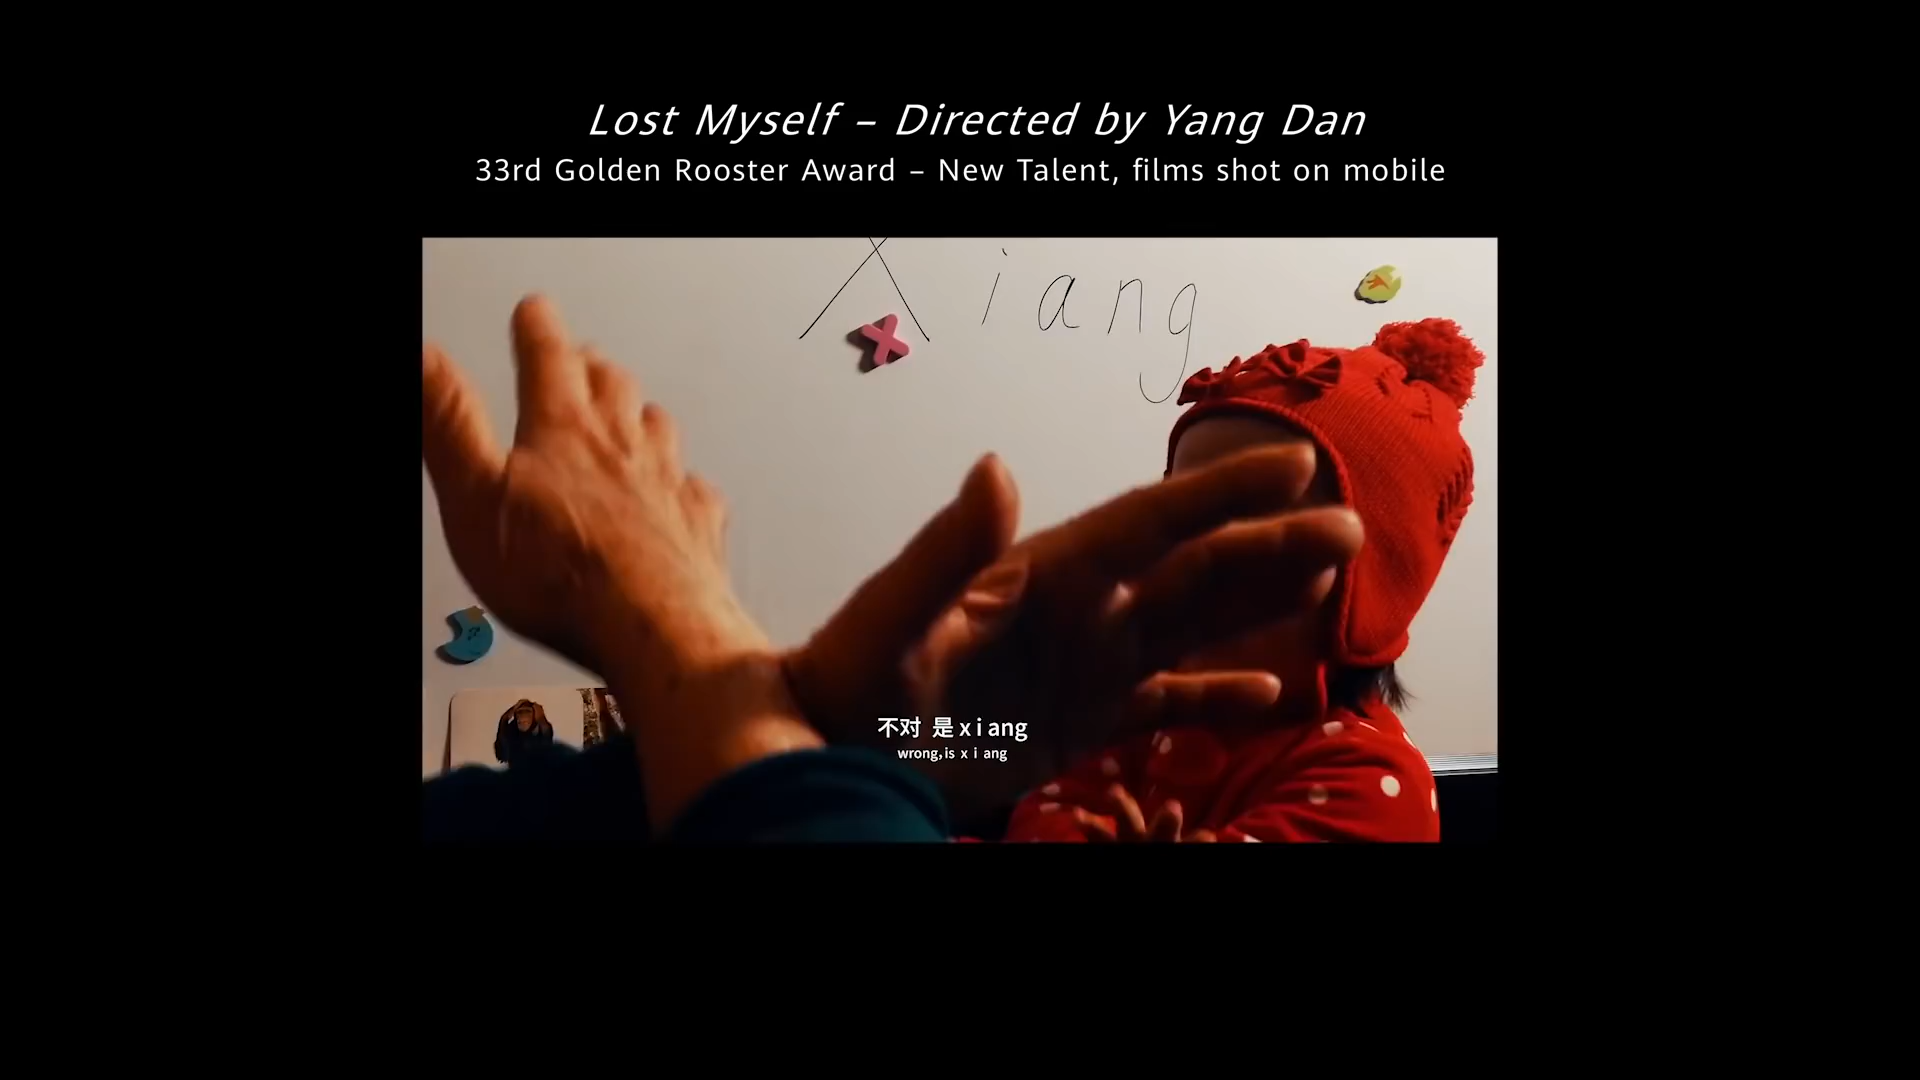 Lost Myself – Directed by Yang Dan
33rd Golden Rooster Award – New Talent, films shot on mobile
Xiang
X
不对 是xiang
wrong,is x i ang